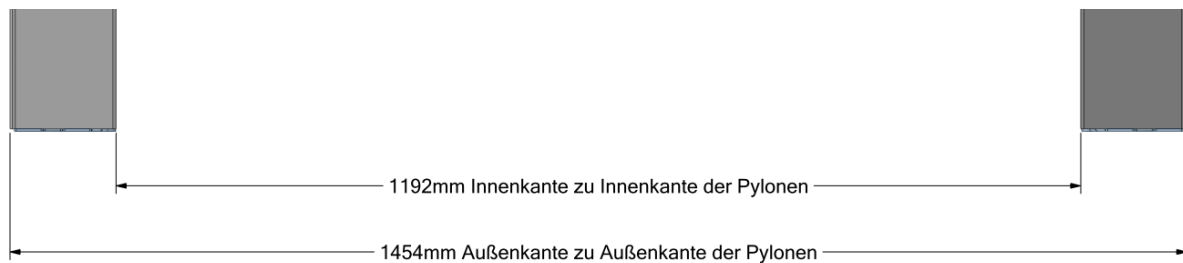 1192mm Innenkante zu Innenkante der Pylonen
1454mm Außenkante zu Außenkante der Pylonen